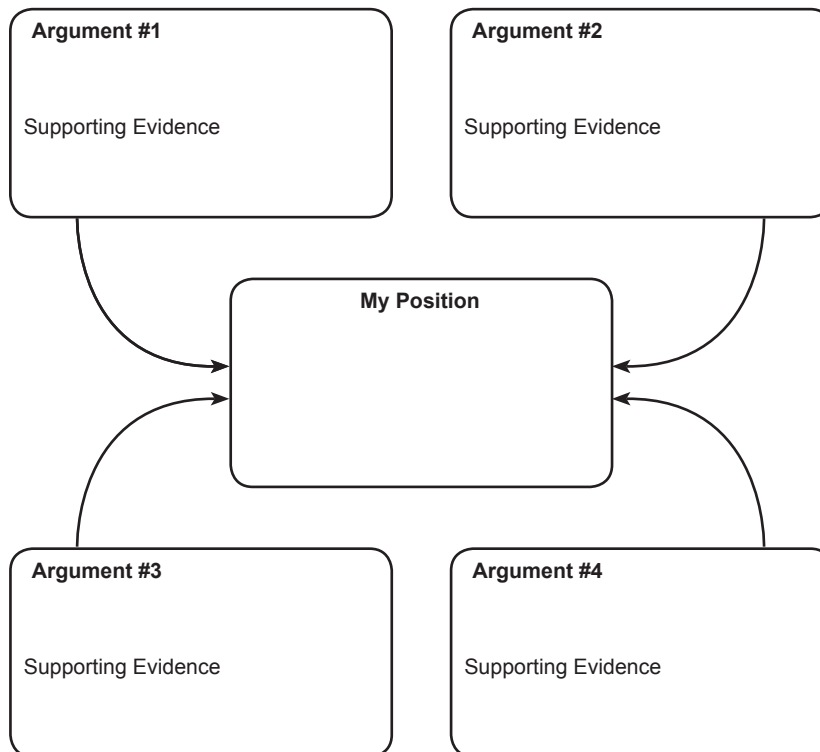 Argument #1
Supporting Evidence
Argument #2
Supporting Evidence
My Position
Argument #3
Supporting Evidence
Argument #4
Supporting Evidence